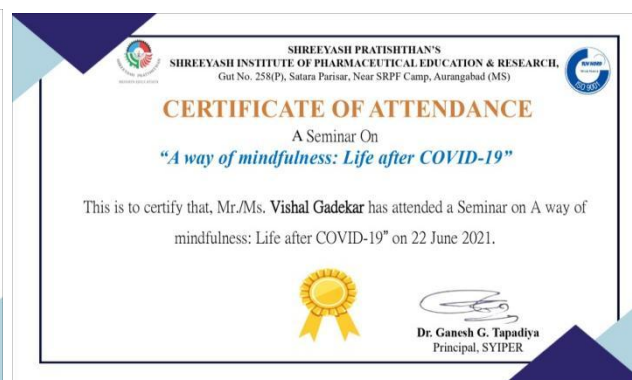 SHREEYASH PRATISHTHAN'S
SHREEYASH INSTITUTE OF PHARMACEUTICAL EDUCATION & RESEARCH,
Gut No. 258(P), Satara Parisar, Near SRPF Camp, Aurangabad (MS)
ISO 9001
CERTIFICATE OF ATTENDANCE
A Seminar On
"A way of mindfulness: Life after COVID-19"
This is to certify that, Mr./Ms. Vishal Gadekar has attended a Seminar on A way of
mindfulness: Life after COVID-19" on 22 June 2021.
Dr. Ganesh G. Tapadiya
Principal, SYIPER